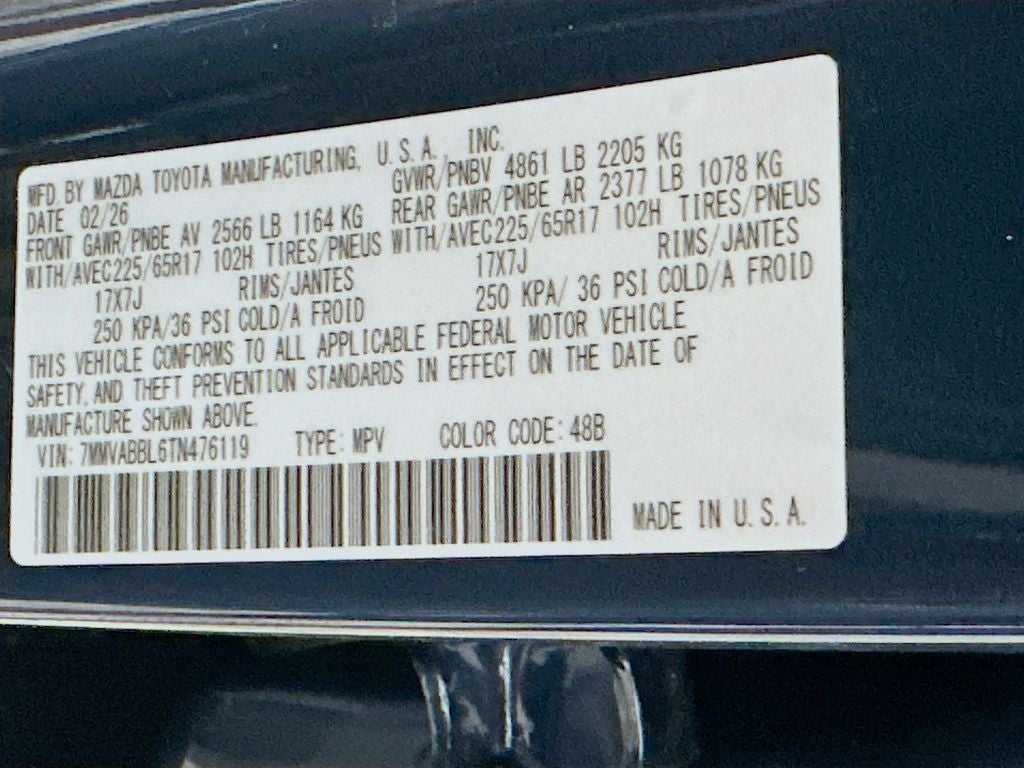 MFD. BY MAZDA TOYOTA MANUFACTURING, U.S.A., INC.
DATE 02/26 GVWR/PNBV 4861 LB 2205 KG
FRONT GAWR/PNBE AV 2566 LB 1164 KG REAR GAWR/PNBE AR 2377 LB 1078 KG
WITH/AVEC225/65R17 102H TIRES/PNEUS WITH/AVEC225/65R17 102H TIRES/PNEUS
17X7J RIMS/JANTES 17X7J RIMS/JANTES
250 KPA/36 PSI COLD/A FROID 250 KPA/ 36 PSI COLD/A FROID
THIS VEHICLE CONFORMS TO ALL APPLICABLE FEDERAL MOTOR VEHICLE
SAFETY, AND THEFT PREVENTION STANDARDS IN EFFECT ON THE DATE OF
MANUFACTURE SHOWN ABOVE.
VIN: 7MMVABBL6TN476119 TYPE: MPV COLOR CODE: 48B
MADE IN U.S.A.